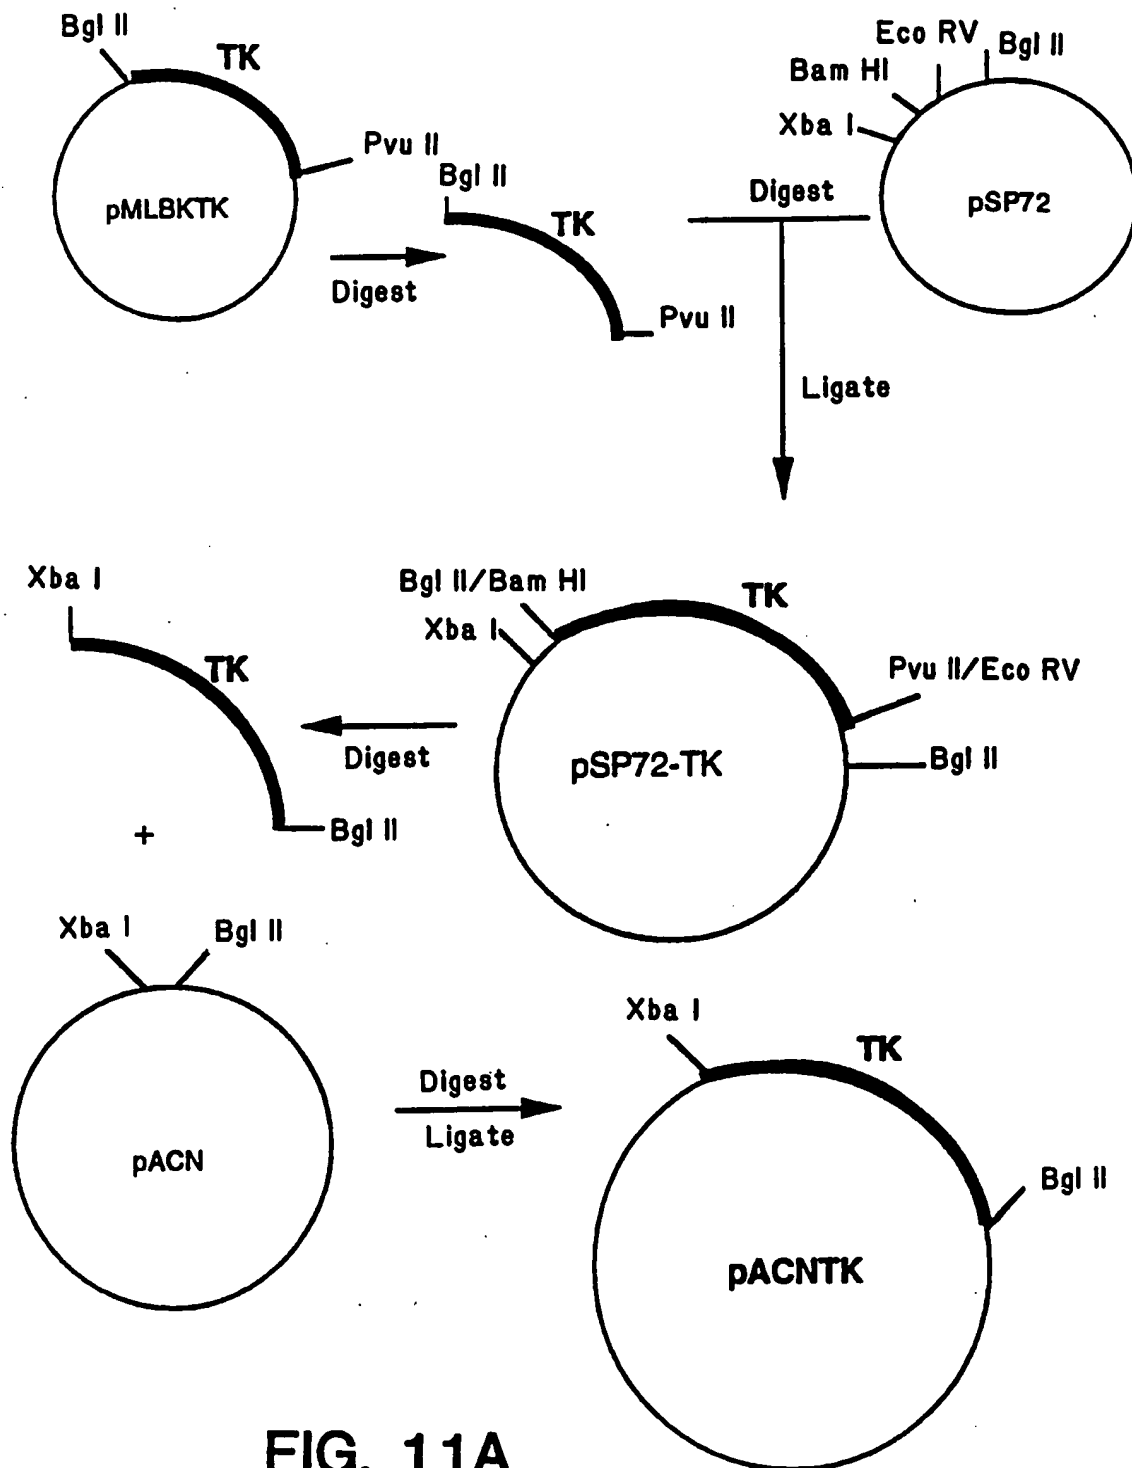 Bgl II
TK
Pvu II
pMLBKTK
Digest
Bgl II
TK
Pvu II
Eco RV
Bgl II
Bam HI
Xba I
pSP72
Digest
Ligate
Xba I
TK
Bgl II
Digest
Bgl II/Bam HI
Xba I
TK
Pvu II/Eco RV
Bgl II
pSP72-TK
+
Xba I
Bgl II
pACN
Digest
Ligate
Xba I
TK
Bgl II
pACNTK
FIG. 11A